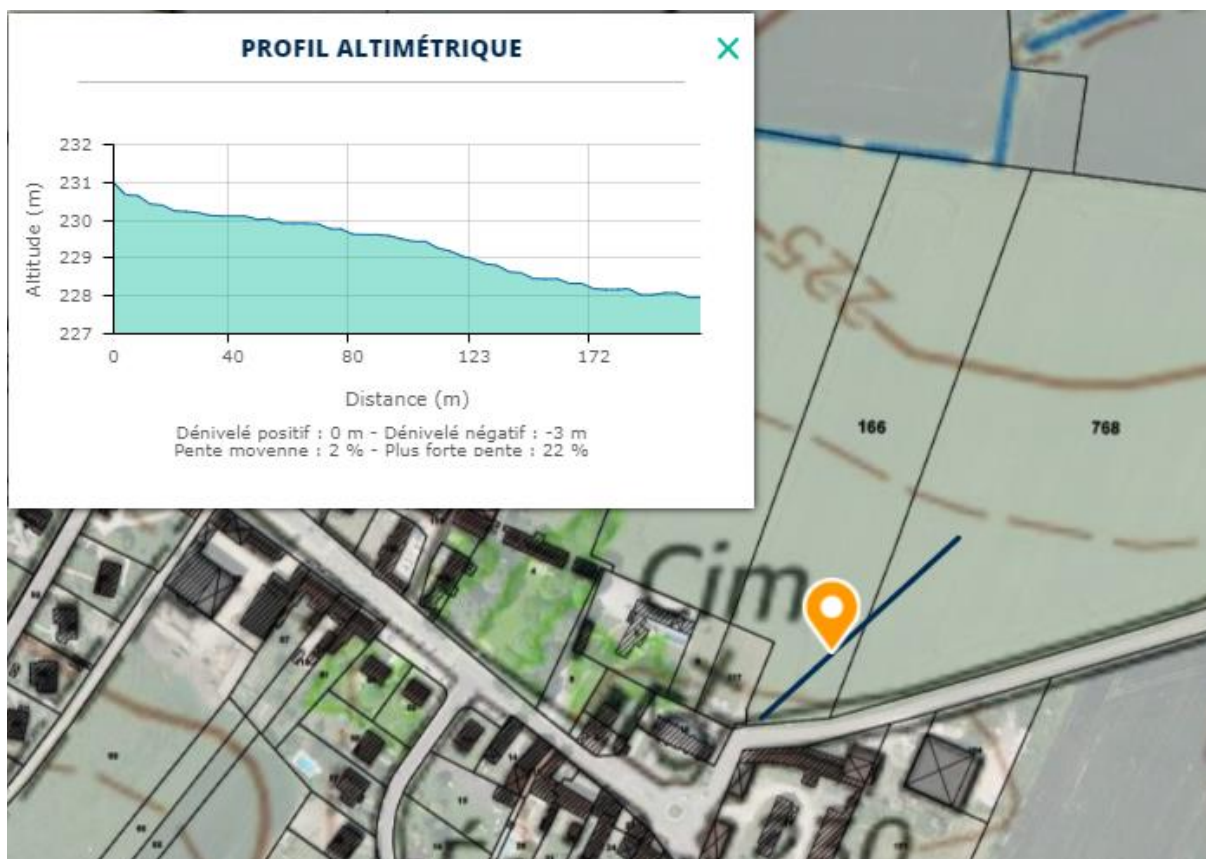 PROFIL ALTIMÉTRIQUE
Altitude (m)
232
231
230
229
228
227
0 40 80 123 172
Distance (m)
Dénivelé positif : 0 m - Dénivelé négatif : -3 m
Pente moyenne : 2 % - Plus forte pente : 22 %
225
166
768
Cim